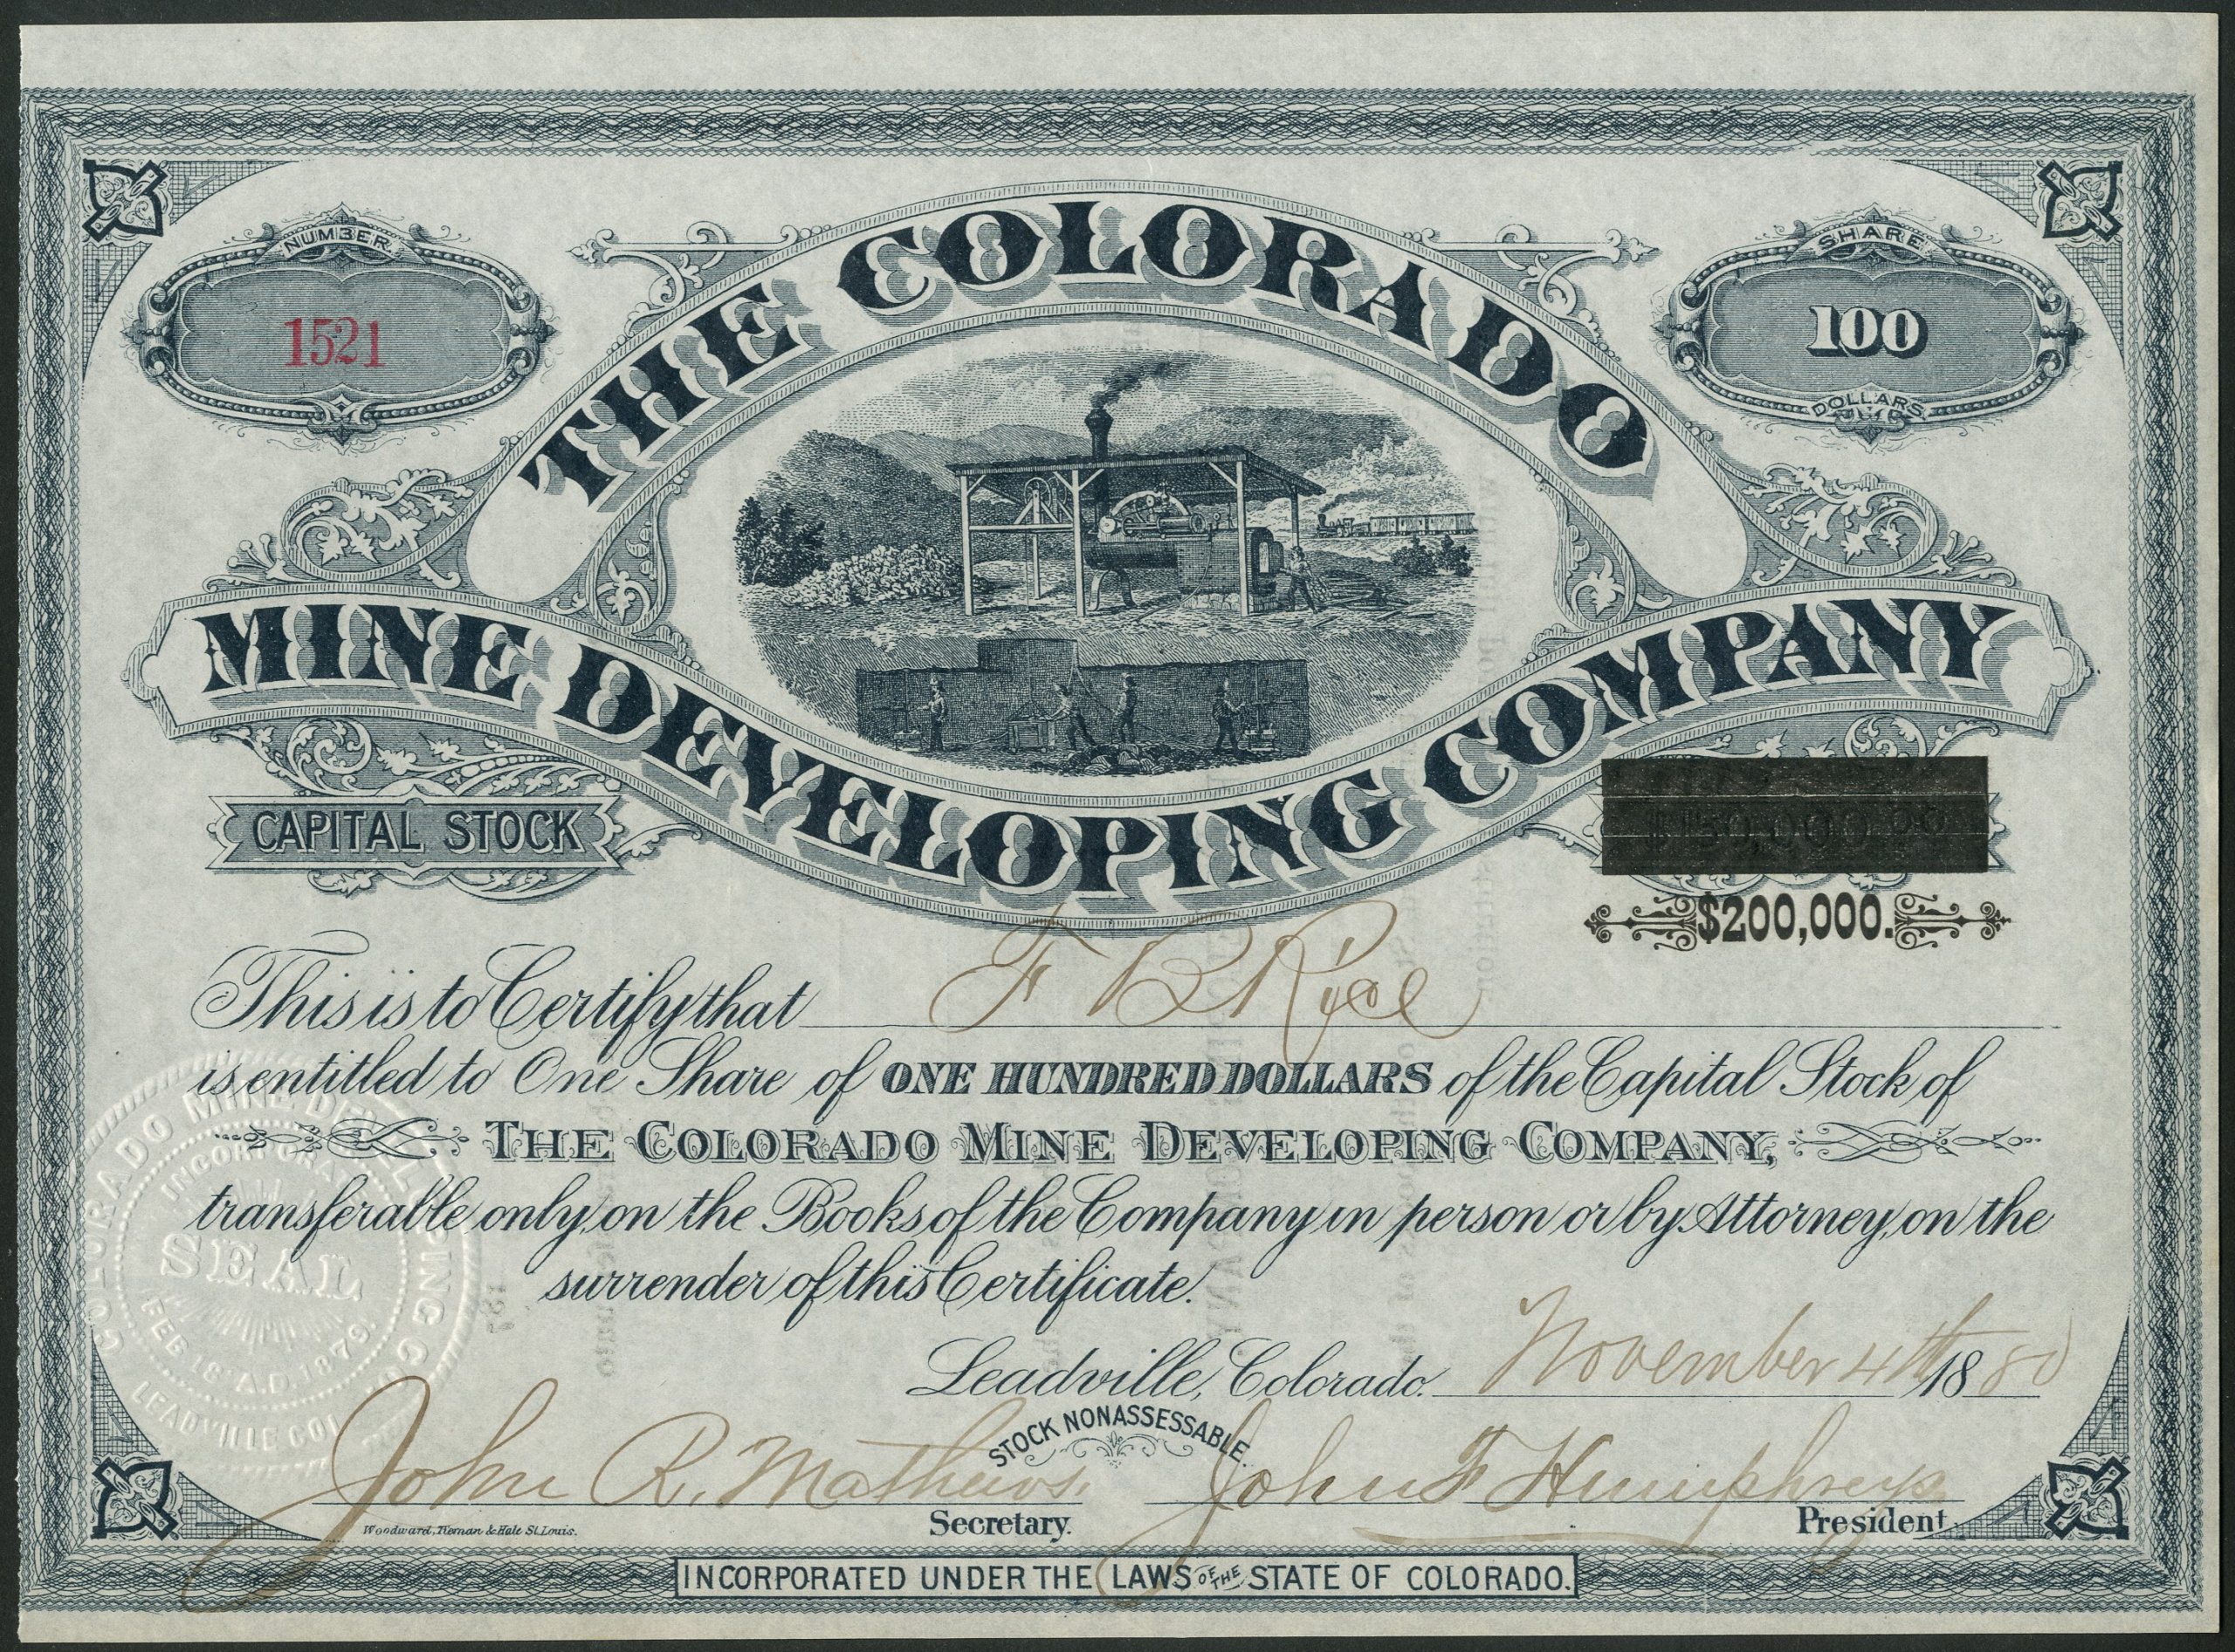 NUMBER
1521
SHARE
100
DOLLARS
THE COLORADO
MINE DEVELOPING COMPANY
CAPITAL STOCK
$150,000.00
$200,000.
This is to Certify that F B Rice
is entitled to One Share of ONE HUNDRED DOLLARS of the Capital Stock of
THE COLORADO MINE DEVELOPING COMPANY,
transferable only on the Books of the Company in person or by Attorney, on the
surrender of this Certificate.
COLORADO MINE DEVELOPING
INCORPORATED
SEAL
FEB 18 A.D. 1879.
LEADVILLE COL
Leadville, Colorado. November 4th 1880
STOCK NONASSESSABLE.
John R. Mathews. John F Humphreys
Secretary. President.
Woodward, Tiernan & Hale St. Louis.
INCORPORATED UNDER THE LAWS OF THE STATE OF COLORADO.